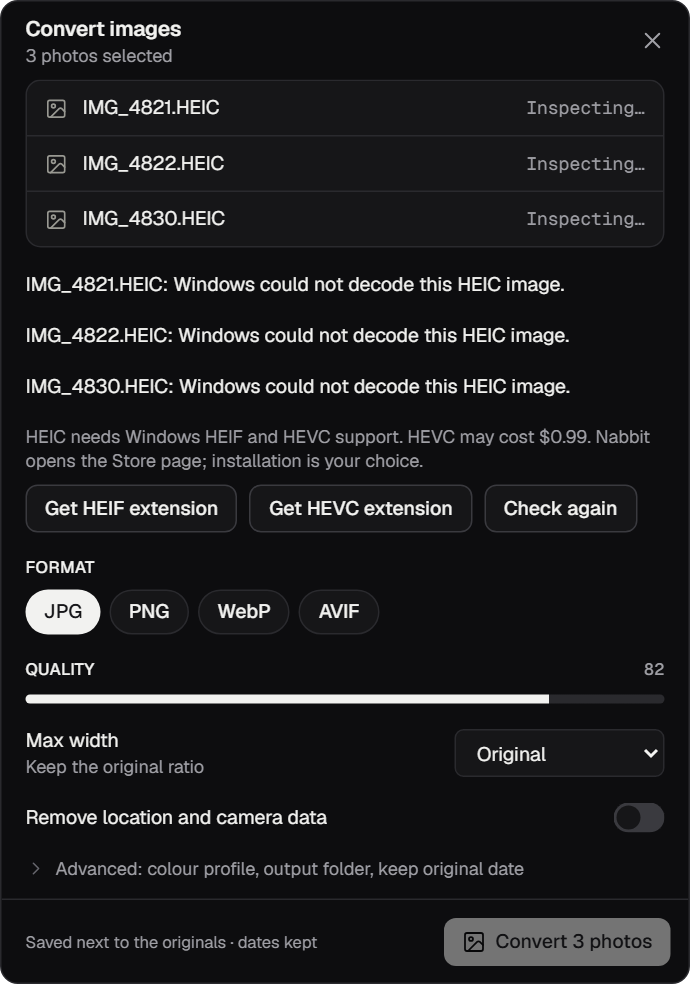 Convert images
3 photos selected
IMG_4821.HEIC Inspecting…
IMG_4822.HEIC Inspecting…
IMG_4830.HEIC Inspecting…
IMG_4821.HEIC: Windows could not decode this HEIC image.
IMG_4822.HEIC: Windows could not decode this HEIC image.
IMG_4830.HEIC: Windows could not decode this HEIC image.
HEIC needs Windows HEIF and HEVC support. HEVC may cost $0.99. Nabbit
opens the Store page; installation is your choice.
Get HEIF extension Get HEVC extension Check again
FORMAT
JPG PNG WebP AVIF
QUALITY 82
Max width
Keep the original ratio
Original
Remove location and camera data
Advanced: colour profile, output folder, keep original date
Saved next to the originals · dates kept
Convert 3 photos